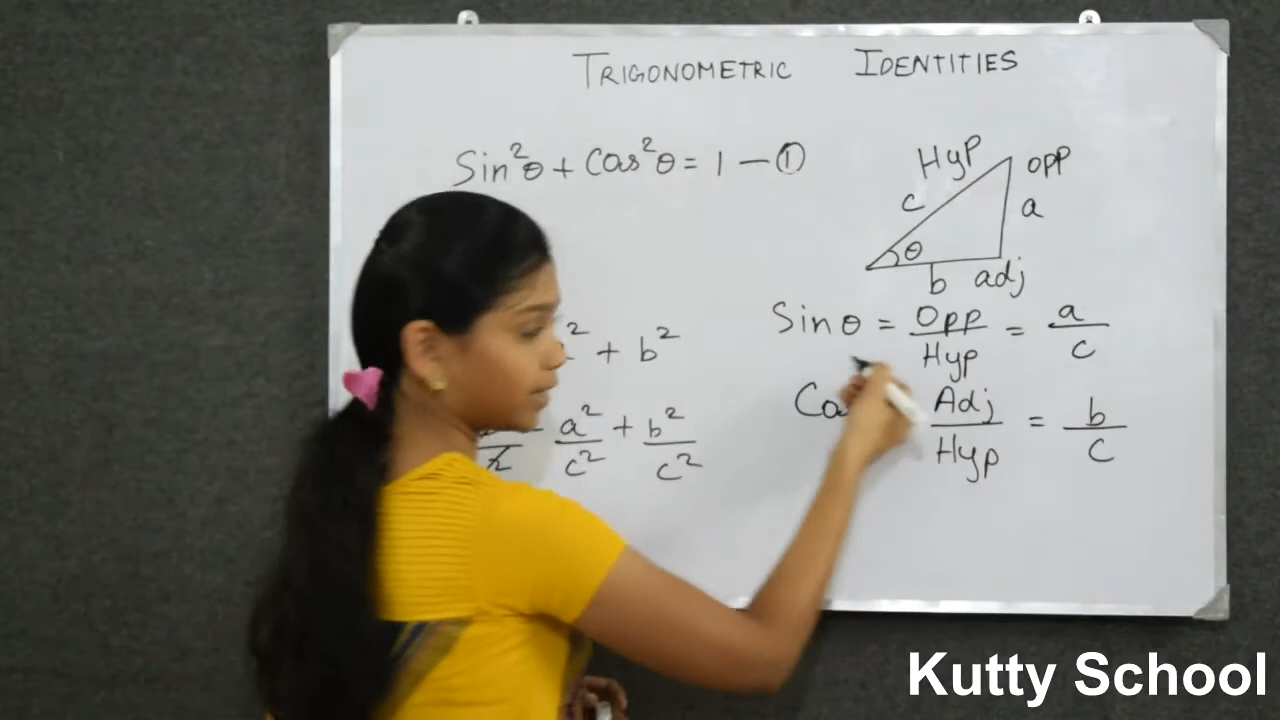 TRIGONOMETRIC IDENTITIES
Sin²θ + Cos²θ = 1 — ①
Hyp
opp
c
a
θ
b adj
Sin θ = Opp/Hyp = a/c
² + b²
Adj/Hyp = b/c
a²/c² + b²/c²
Kutty School